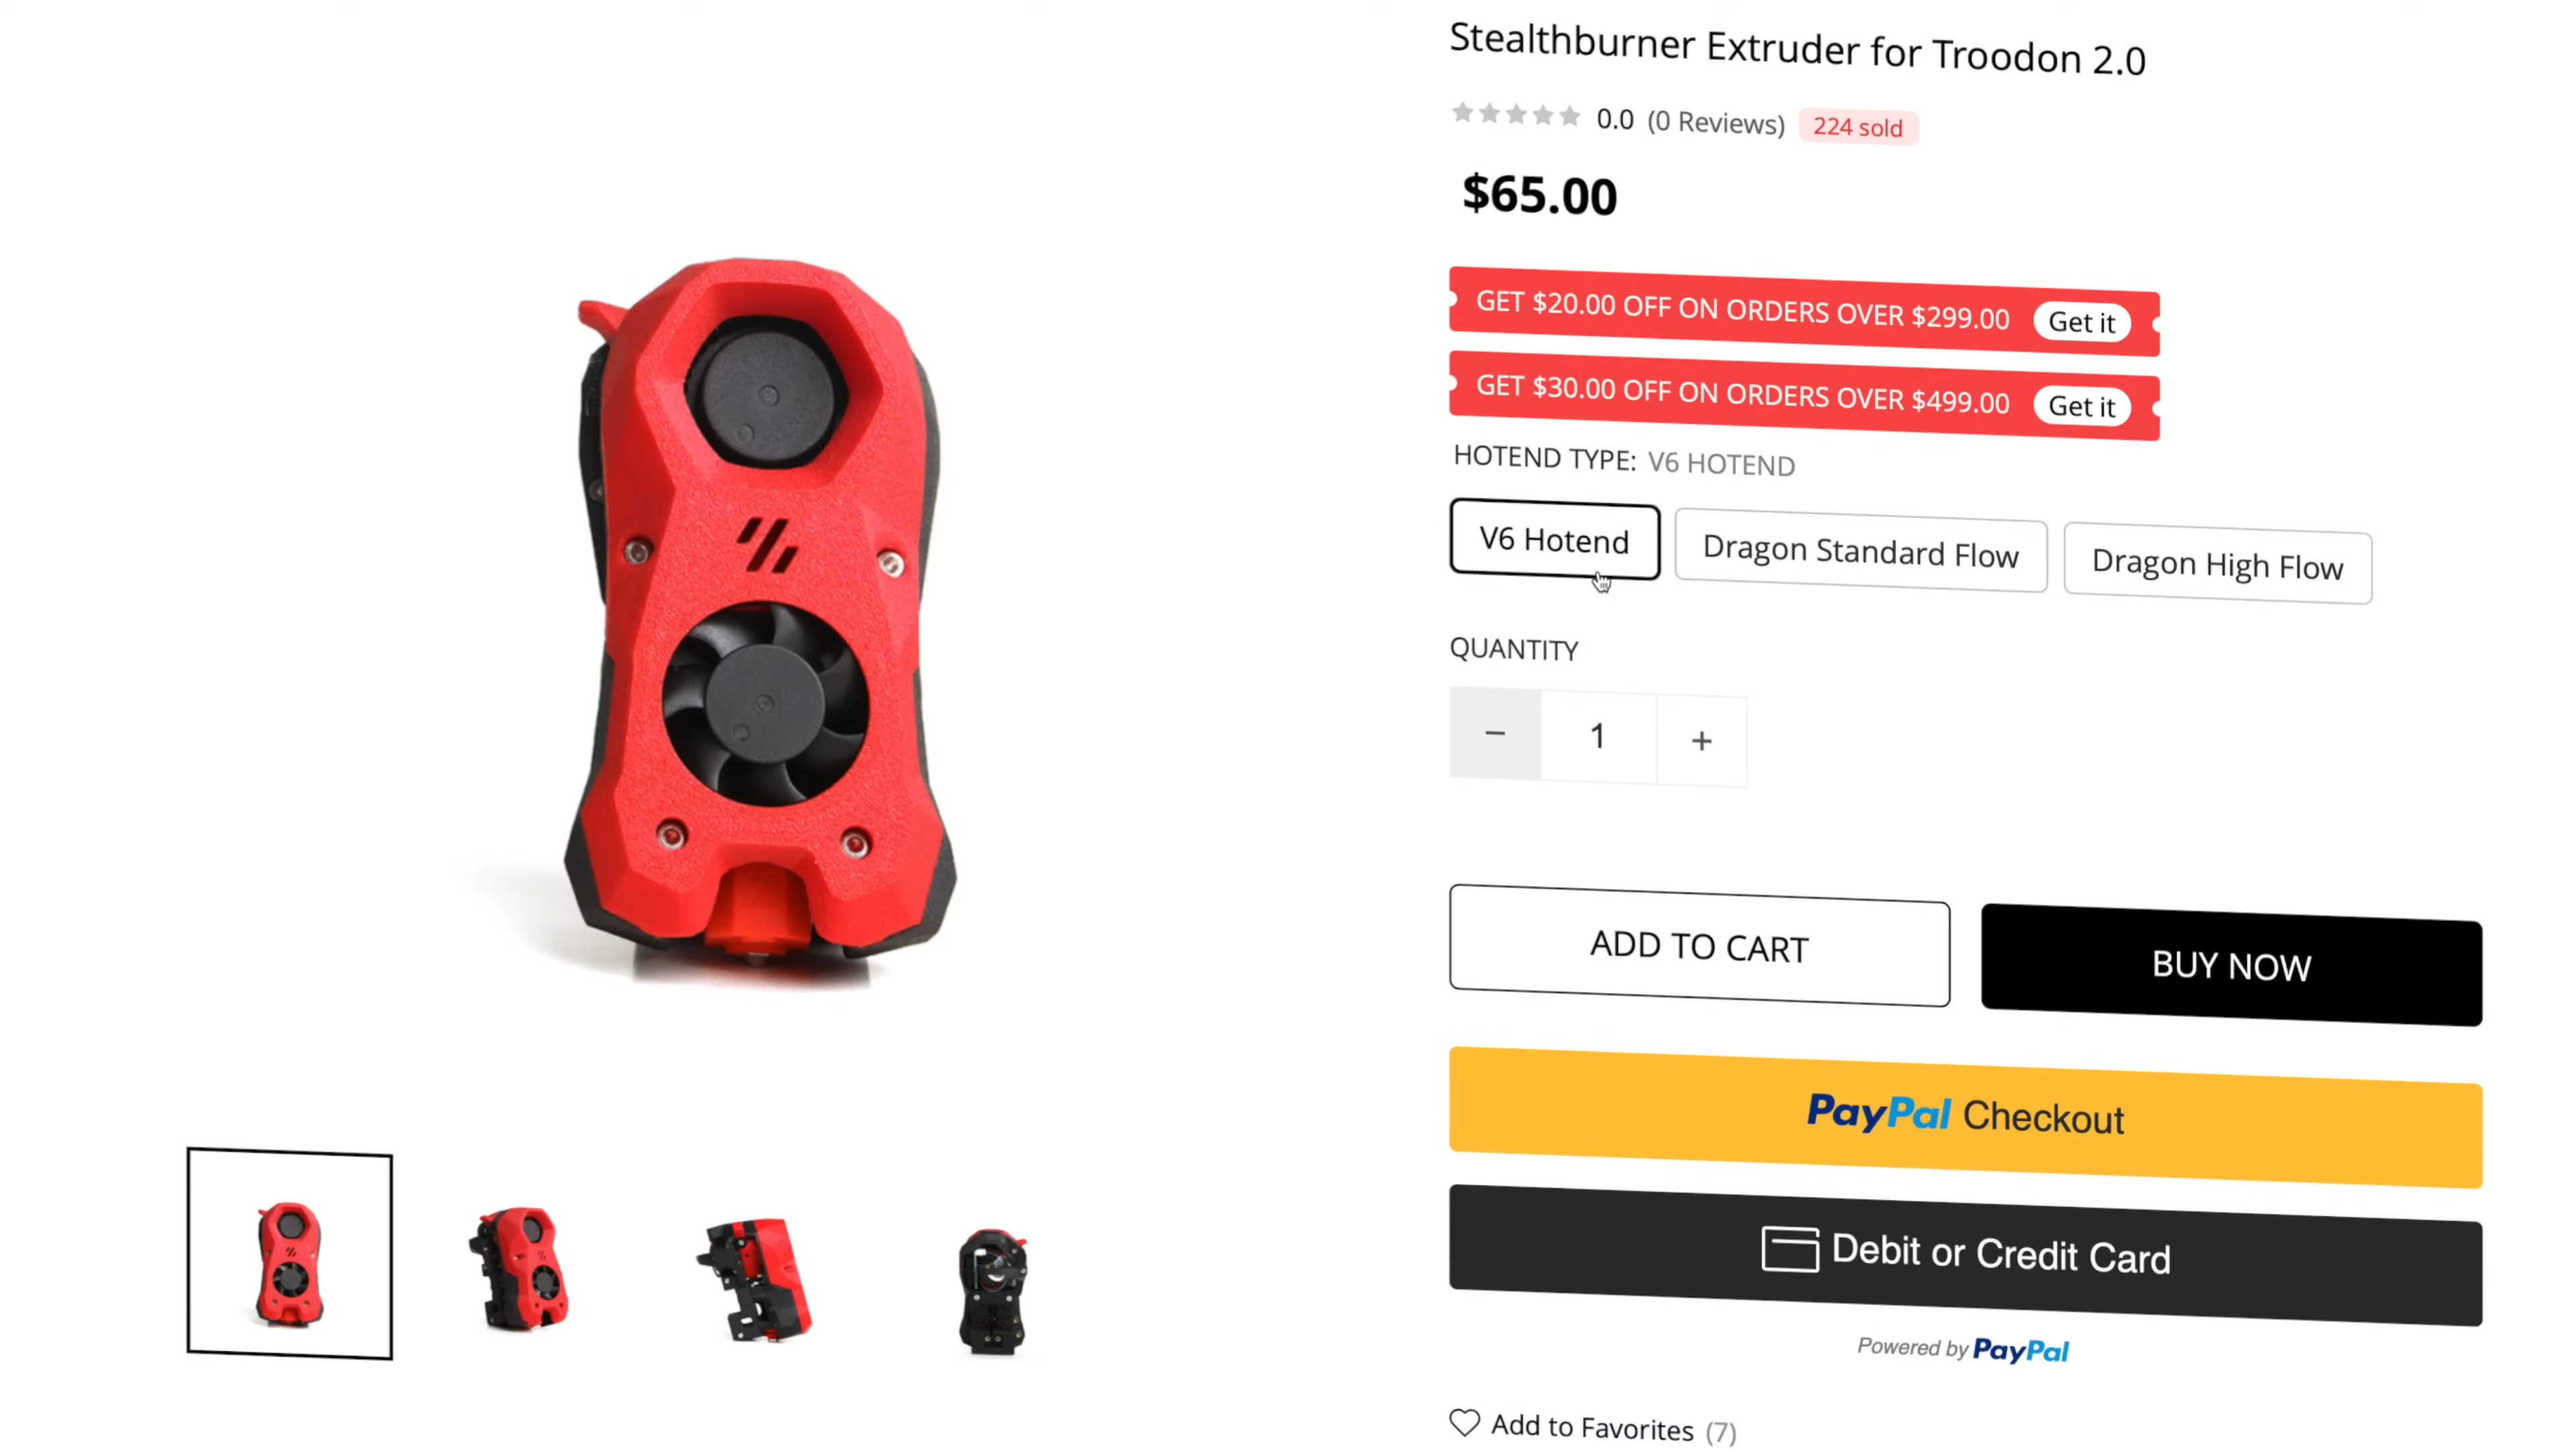 Stealthburner Extruder for Troodon 2.0
0.0 (0 Reviews) 224 sold
$65.00
GET $20.00 OFF ON ORDERS OVER $299.00 Get it
GET $30.00 OFF ON ORDERS OVER $499.00 Get it
HOTEND TYPE: V6 HOTEND
V6 Hotend Dragon Standard Flow Dragon High Flow
QUANTITY
− 1 +
ADD TO CART BUY NOW
PayPal Checkout
Debit or Credit Card
Powered by PayPal
Add to Favorites (7)